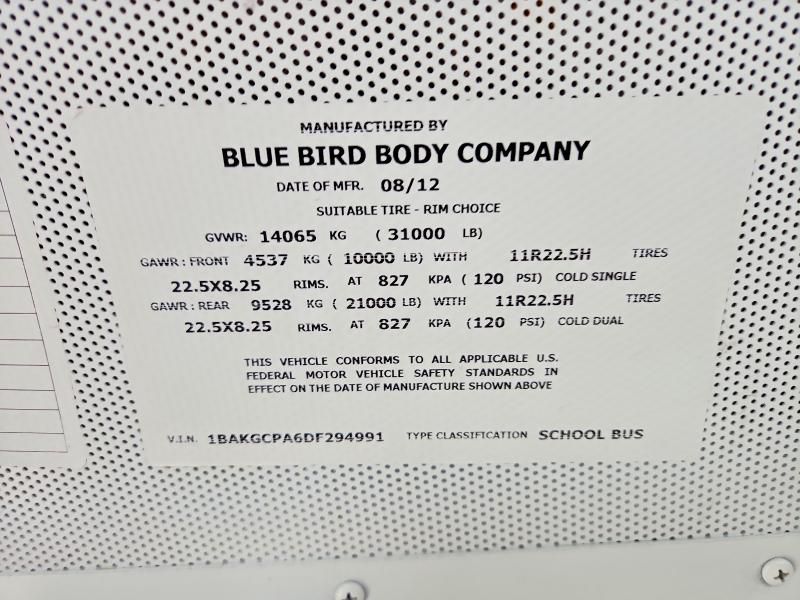 MANUFACTURED BY
BLUE BIRD BODY COMPANY
DATE OF MFR. 08/12
SUITABLE TIRE - RIM CHOICE
GVWR: 14065 KG ( 31000 LB)
GAWR : FRONT 4537 KG ( 10000 LB) WITH 11R22.5H TIRES
22.5X8.25 RIMS. AT 827 KPA ( 120 PSI) COLD SINGLE
GAWR : REAR 9528 KG ( 21000 LB) WITH 11R22.5H TIRES
22.5X8.25 RIMS. AT 827 KPA (120 PSI) COLD DUAL
THIS VEHICLE CONFORMS TO ALL APPLICABLE U.S.
FEDERAL MOTOR VEHICLE SAFETY STANDARDS IN
EFFECT ON THE DATE OF MANUFACTURE SHOWN ABOVE
V.I.N. 1BAKGCPA6DF294991 TYPE CLASSIFICATION SCHOOL BUS